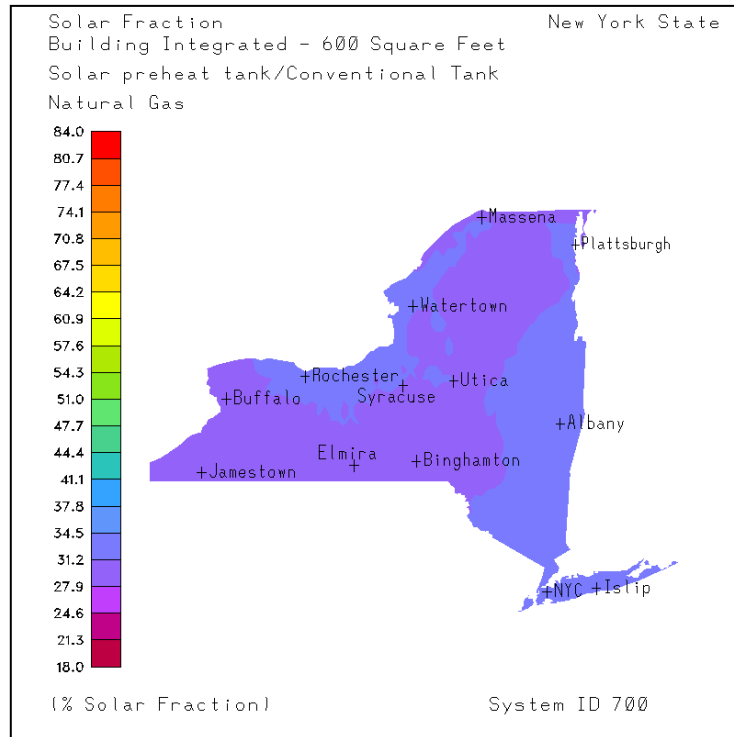 Solar Fraction New York State
Building Integrated - 600 Square Feet
Solar preheat tank/Conventional Tank
Natural Gas
84.0
80.7
77.4
74.1
70.8
67.5
64.2
60.9
57.6
54.3
51.0
47.7
44.4
41.1
37.8
34.5
31.2
27.9
24.6
21.3
18.0
Massena
Plattsburgh
Watertown
Rochester
Utica
Syracuse
Buffalo
Albany
Elmira
Binghamton
Jamestown
NYC
Islip
(% Solar Fraction) System ID 700